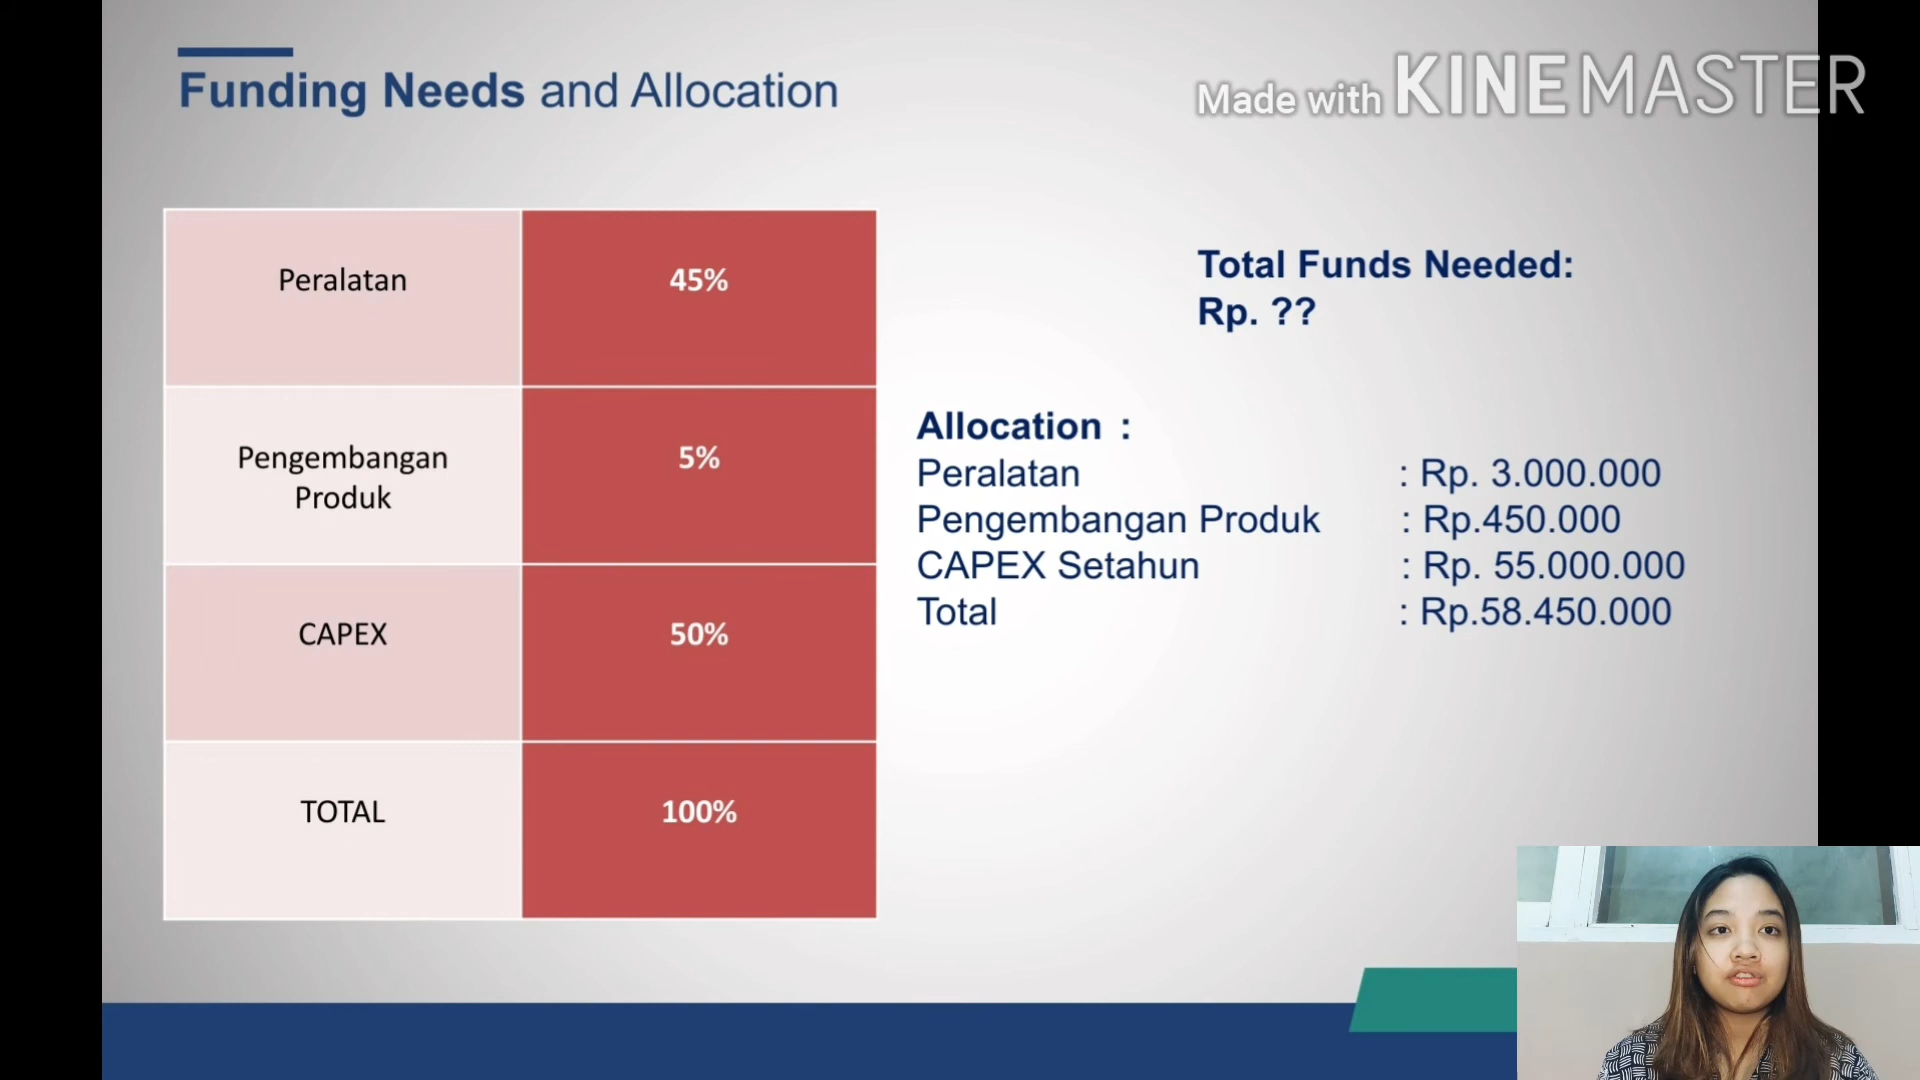 Funding Needs and Allocation
Made with KINEMASTER
Peralatan 45%
Pengembangan
Produk
5%
CAPEX 50%
TOTAL 100%
Total Funds Needed:
Rp. ??
Allocation :
Peralatan : Rp. 3.000.000
Pengembangan Produk : Rp.450.000
CAPEX Setahun : Rp. 55.000.000
Total : Rp.58.450.000